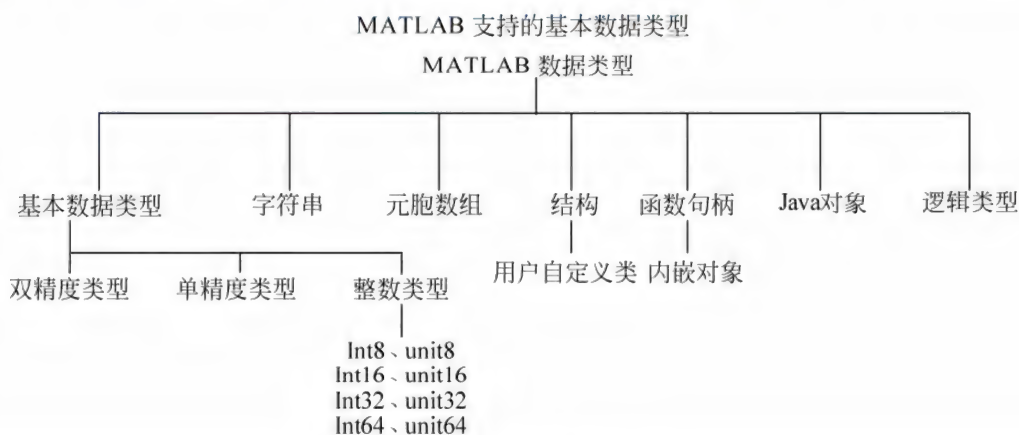 MATLAB 支持的基本数据类型
MATLAB 数据类型
基本数据类型 字符串 元胞数组 结构 函数句柄 Java对象 逻辑类型
用户自定义类 内嵌对象
双精度类型 单精度类型 整数类型
Int8、unit8
Int16、unit16
Int32、unit32
Int64、unit64